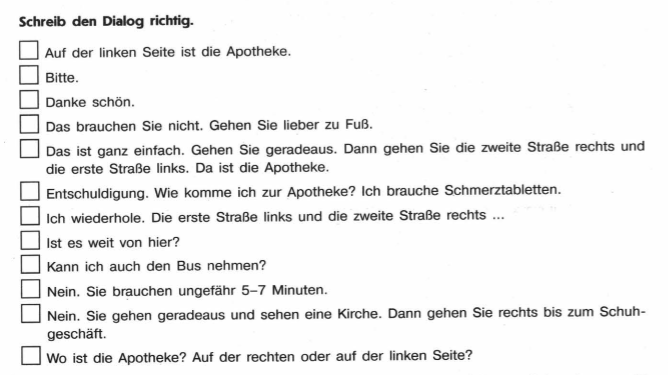 Schreib den Dialog richtig.
Auf der linken Seite ist die Apotheke.
Bitte.
Danke schön.
Das brauchen Sie nicht. Gehen Sie lieber zu Fuß.
Das ist ganz einfach. Gehen Sie geradeaus. Dann gehen Sie die zweite Straße rechts und
die erste Straße links. Da ist die Apotheke.
Entschuldigung. Wie komme ich zur Apotheke? Ich brauche Schmerztabletten.
Ich wiederhole. Die erste Straße links und die zweite Straße rechts ...
Ist es weit von hier?
Kann ich auch den Bus nehmen?
Nein. Sie brauchen ungefähr 5–7 Minuten.
Nein. Sie gehen geradeaus und sehen eine Kirche. Dann gehen Sie rechts bis zum Schuh-
geschäft.
Wo ist die Apotheke? Auf der rechten oder auf der linken Seite?